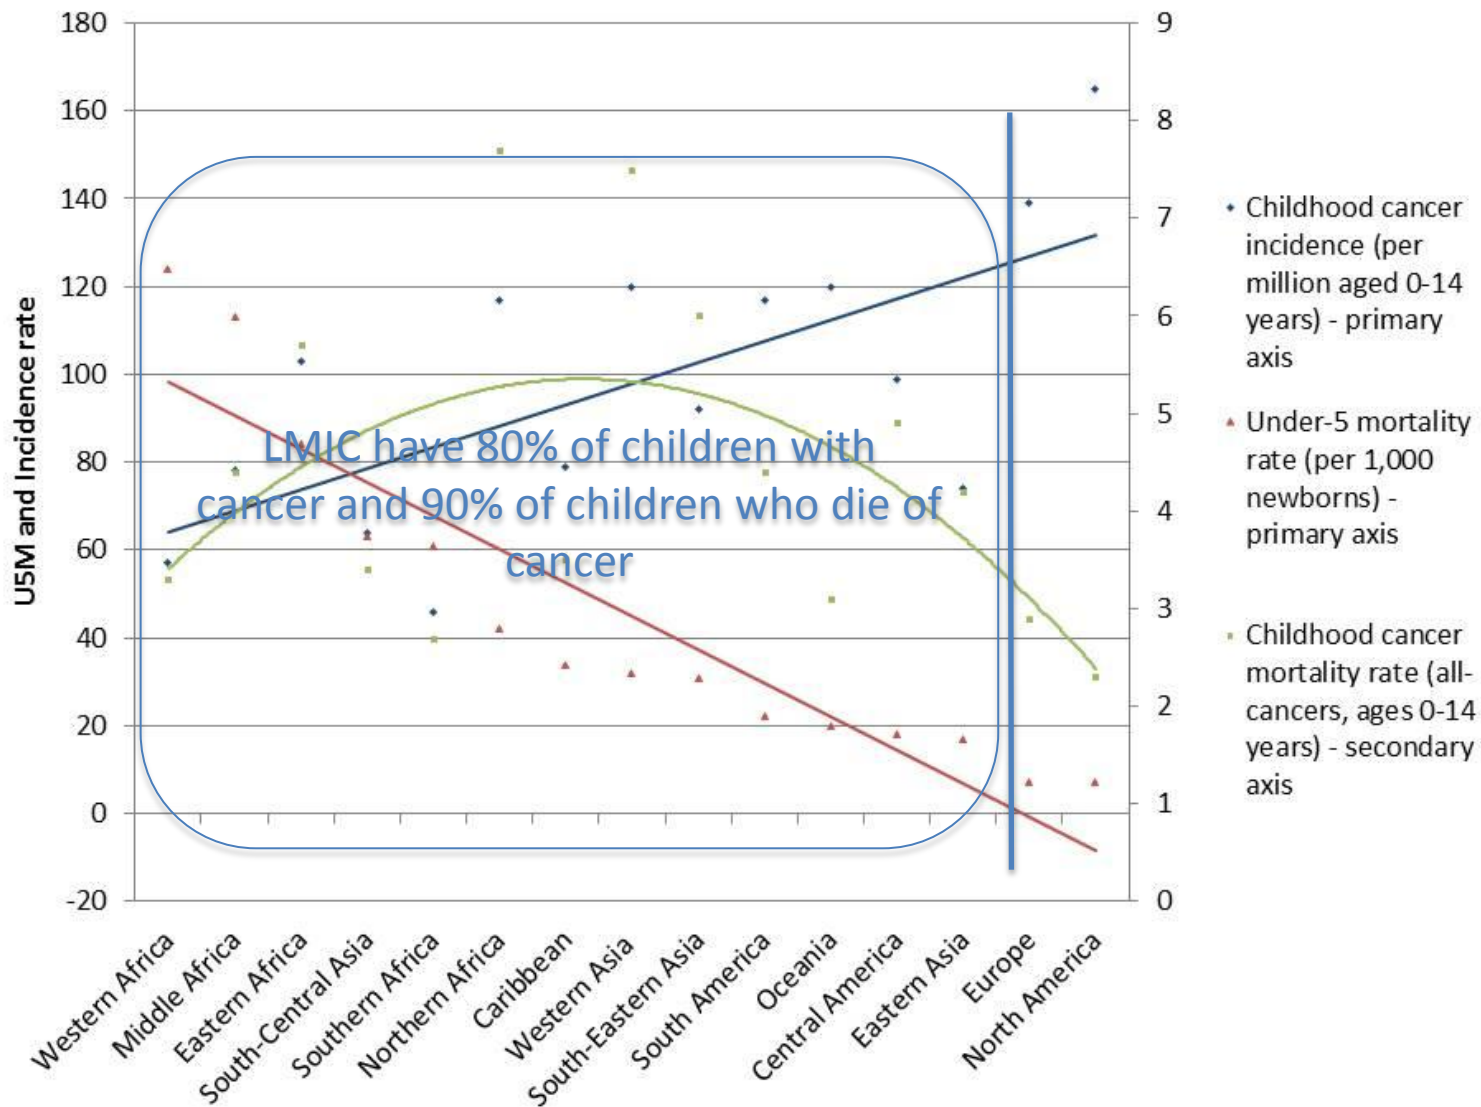 180
160
140
120
100
80
60
40
20
0
-20
U5M and Incidence rate
9
8
7
6
5
4
3
2
1
0
LMIC have 80% of children with
cancer and 90% of children who die of
cancer
Western Africa
Middle Africa
Eastern Africa
South-Central Asia
Southern Africa
Northern Africa
Caribbean
Western Asia
South-Eastern Asia
South America
Oceania
Central America
Eastern Asia
Europe
North America
Childhood cancer
incidence (per
million aged 0-14
years) - primary
axis
Under-5 mortality
rate (per 1,000
newborns) -
primary axis
Childhood cancer
mortality rate (all-
cancers, ages 0-14
years) - secondary
axis